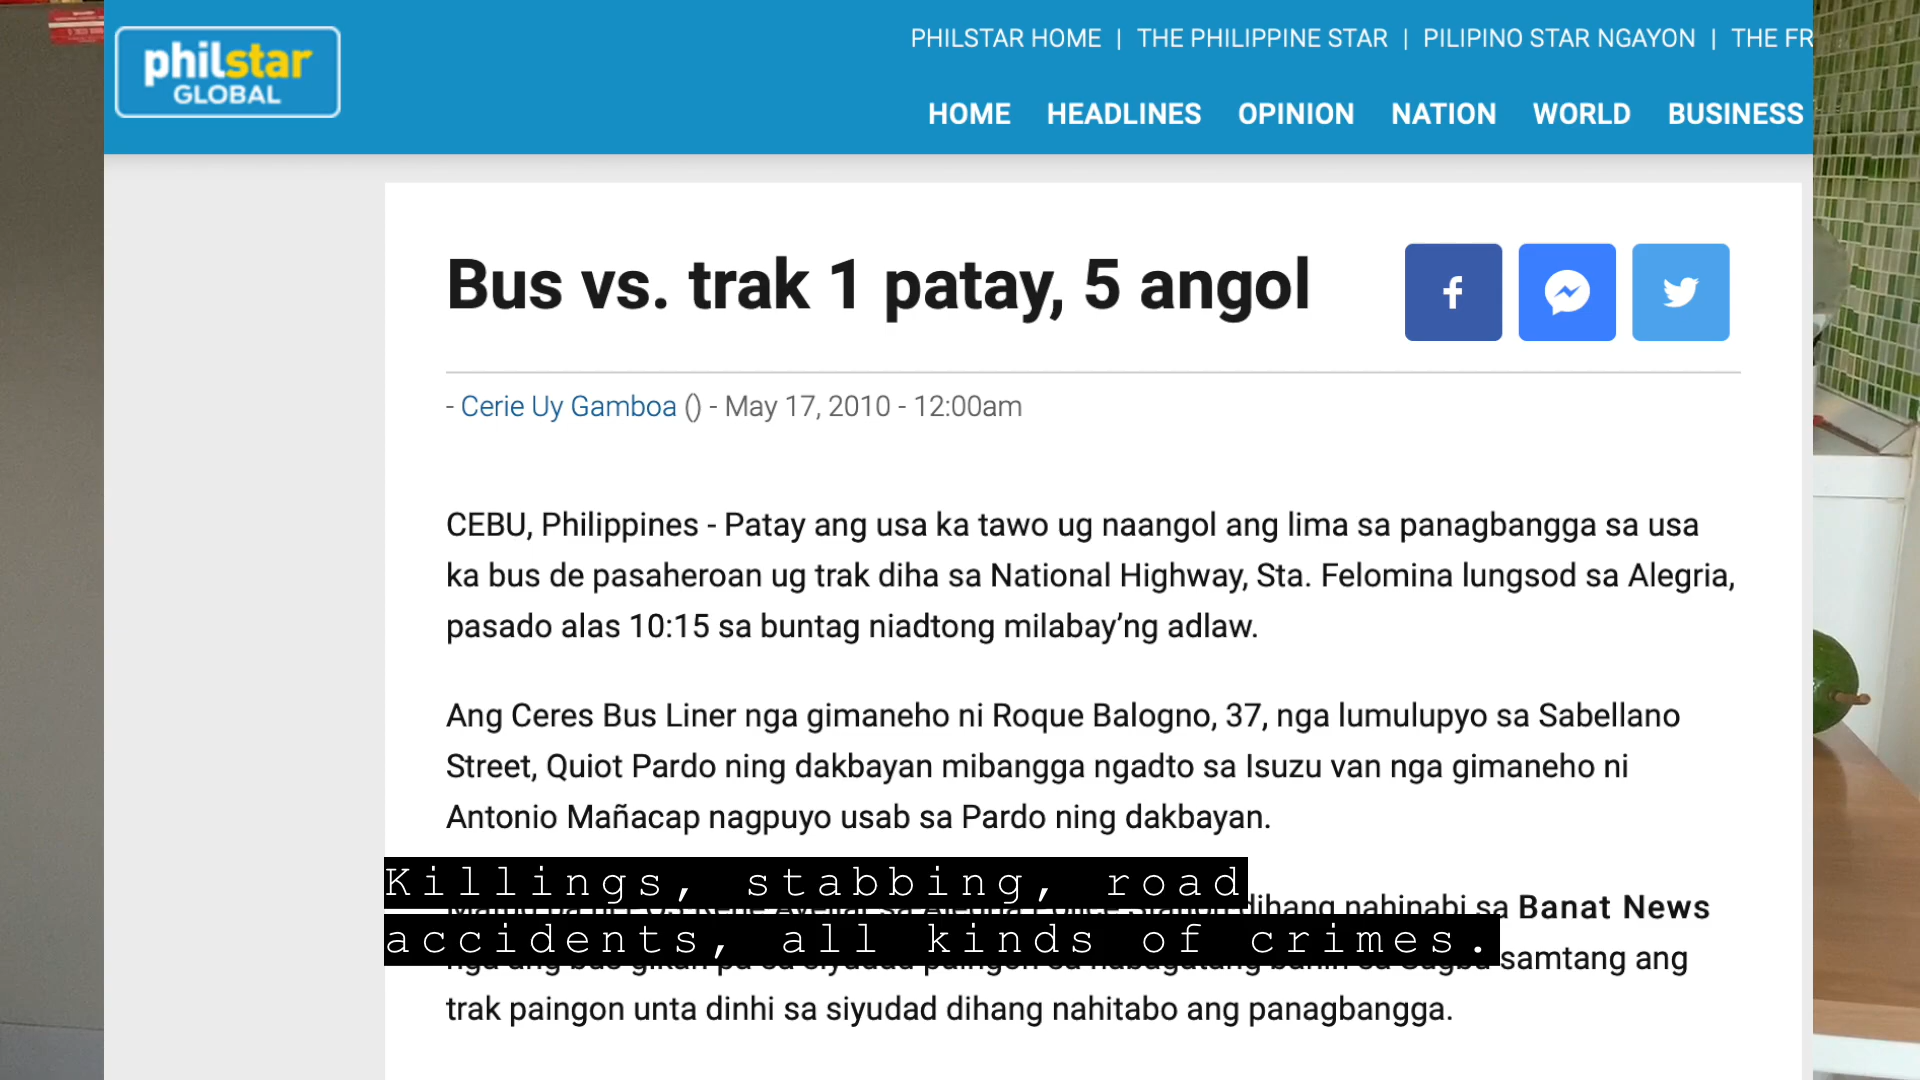 philstar
GLOBAL
PHILSTAR HOME | THE PHILIPPINE STAR | PILIPINO STAR NGAYON | THE FR
HOME HEADLINES OPINION NATION WORLD BUSINESS
Bus vs. trak 1 patay, 5 angol
- Cerie Uy Gamboa () - May 17, 2010 - 12:00am
CEBU, Philippines - Patay ang usa ka tawo ug naangol ang lima sa panagbangga sa usa
ka bus de pasaheroan ug trak diha sa National Highway, Sta. Felomina lungsod sa Alegria,
pasado alas 10:15 sa buntag niadtong milabay’ng adlaw.
Ang Ceres Bus Liner nga gimaneho ni Roque Balogno, 37, nga lumulupyo sa Sabellano
Street, Quiot Pardo ning dakbayan mibangga ngadto sa Isuzu van nga gimaneho ni
Antonio Mañacap nagpuyo usab sa Pardo ning dakbayan.
Killings, stabbing, road
dihang nahinabi sa Banat News
accidents, all kinds of crimes.
samtang ang
trak paingon unta dinhi sa siyudad dihang nahitabo ang panagbangga.